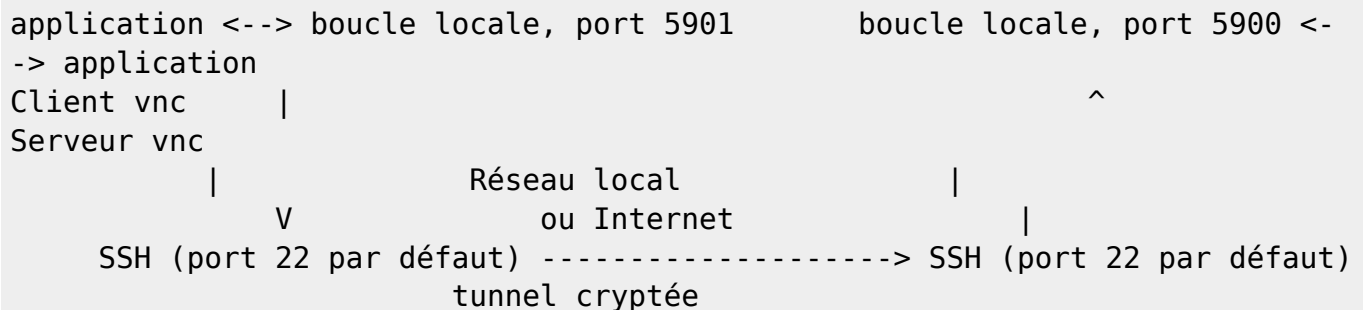 application <--> boucle locale, port 5901       boucle locale, port 5900 <-
-> application
Client vnc     |                                              ^
Serveur vnc
           |              Réseau local               |
               V              ou Internet                |
     SSH (port 22 par défaut) --------------------> SSH (port 22 par défaut)
                         tunnel cryptée